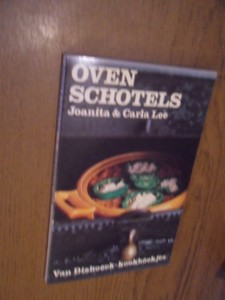 OVEN
SCHOTELS
Joanita & Carla Lee
Van Dishoeck-kookboekjes